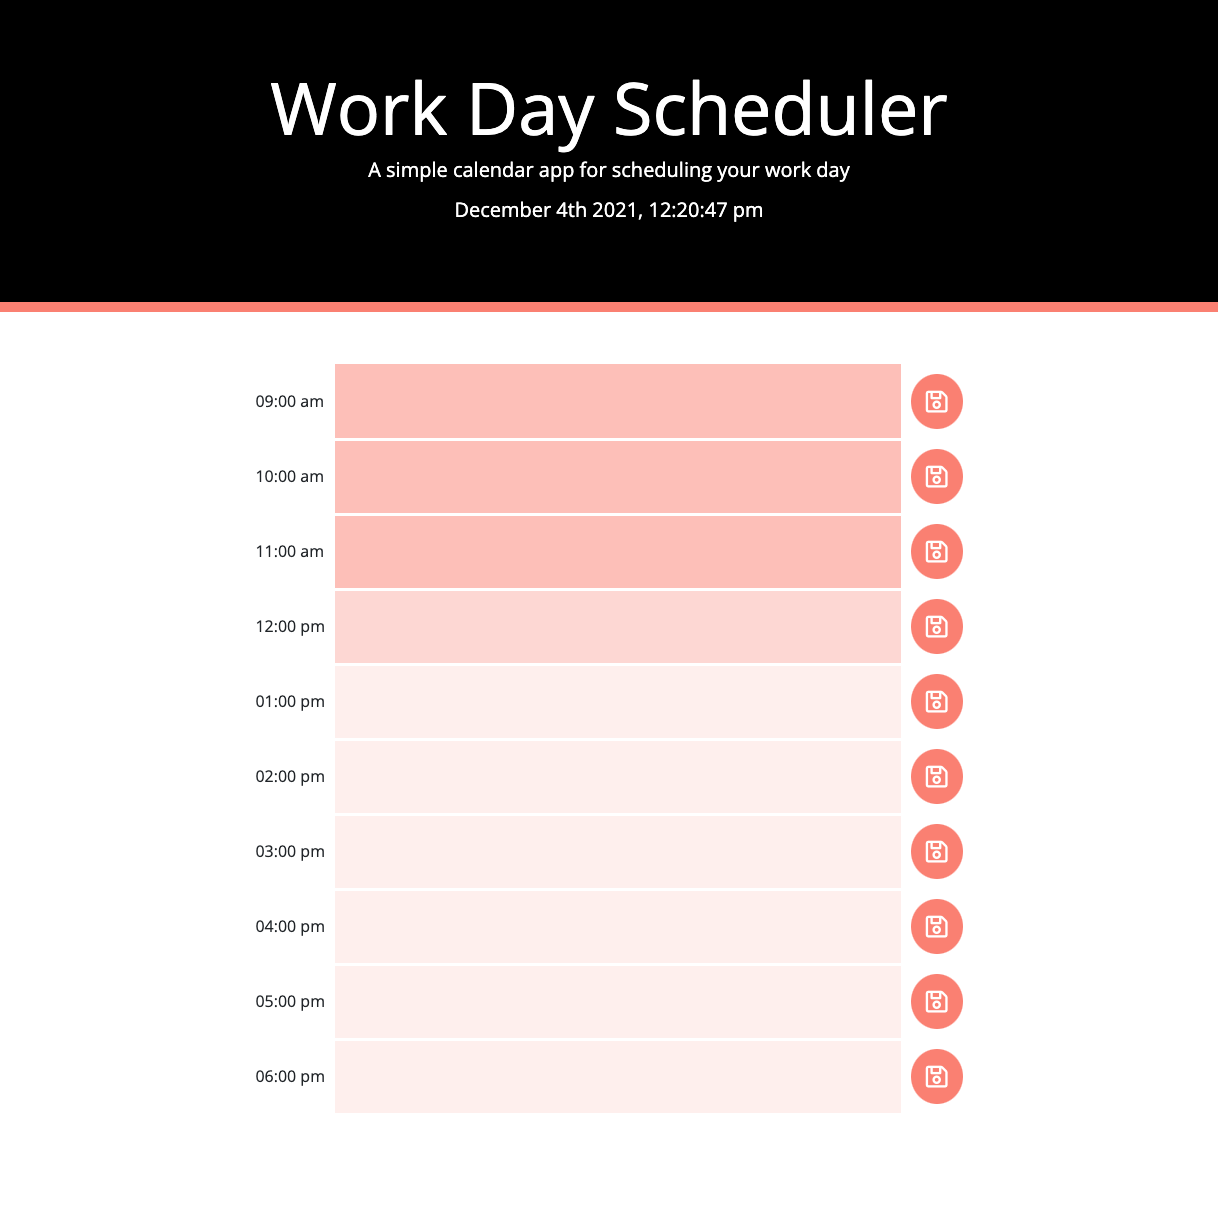 Work Day Scheduler
A simple calendar app for scheduling your work day
December 4th 2021, 12:20:47 pm
09:00 am
10:00 am
11:00 am
12:00 pm
01:00 pm
02:00 pm
03:00 pm
04:00 pm
05:00 pm
06:00 pm